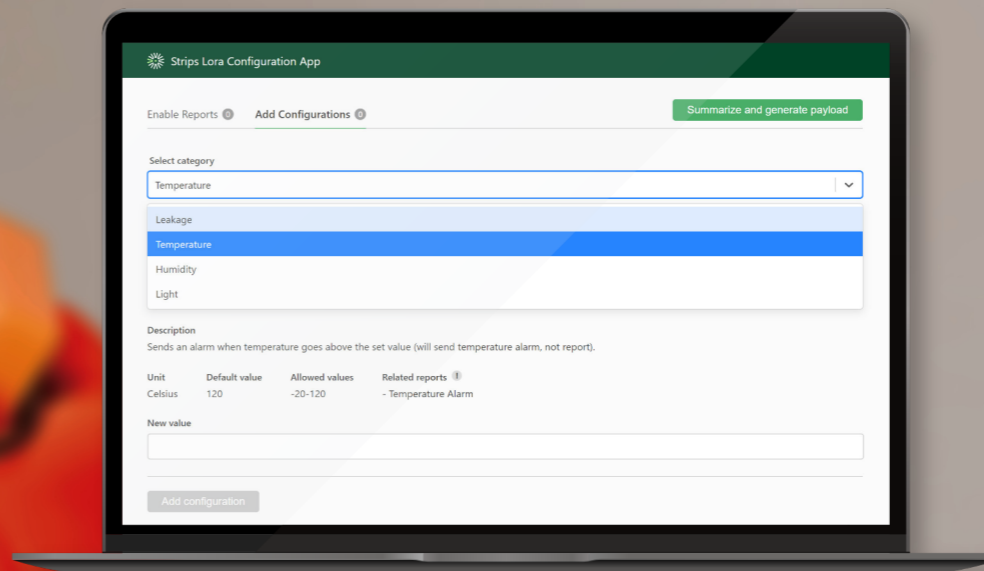 Strips Lora Configuration App
Enable Reports 0 Add Configurations 0 Summarize and generate payload
Select category
Temperature
Leakage
Temperature
Humidity
Light
Description
Sends an alarm when temperature goes above the set value (will send temperature alarm, not report).
Unit Default value Allowed values Related reports !
Celsius 120 -20-120 - Temperature Alarm
New value
Add configuration